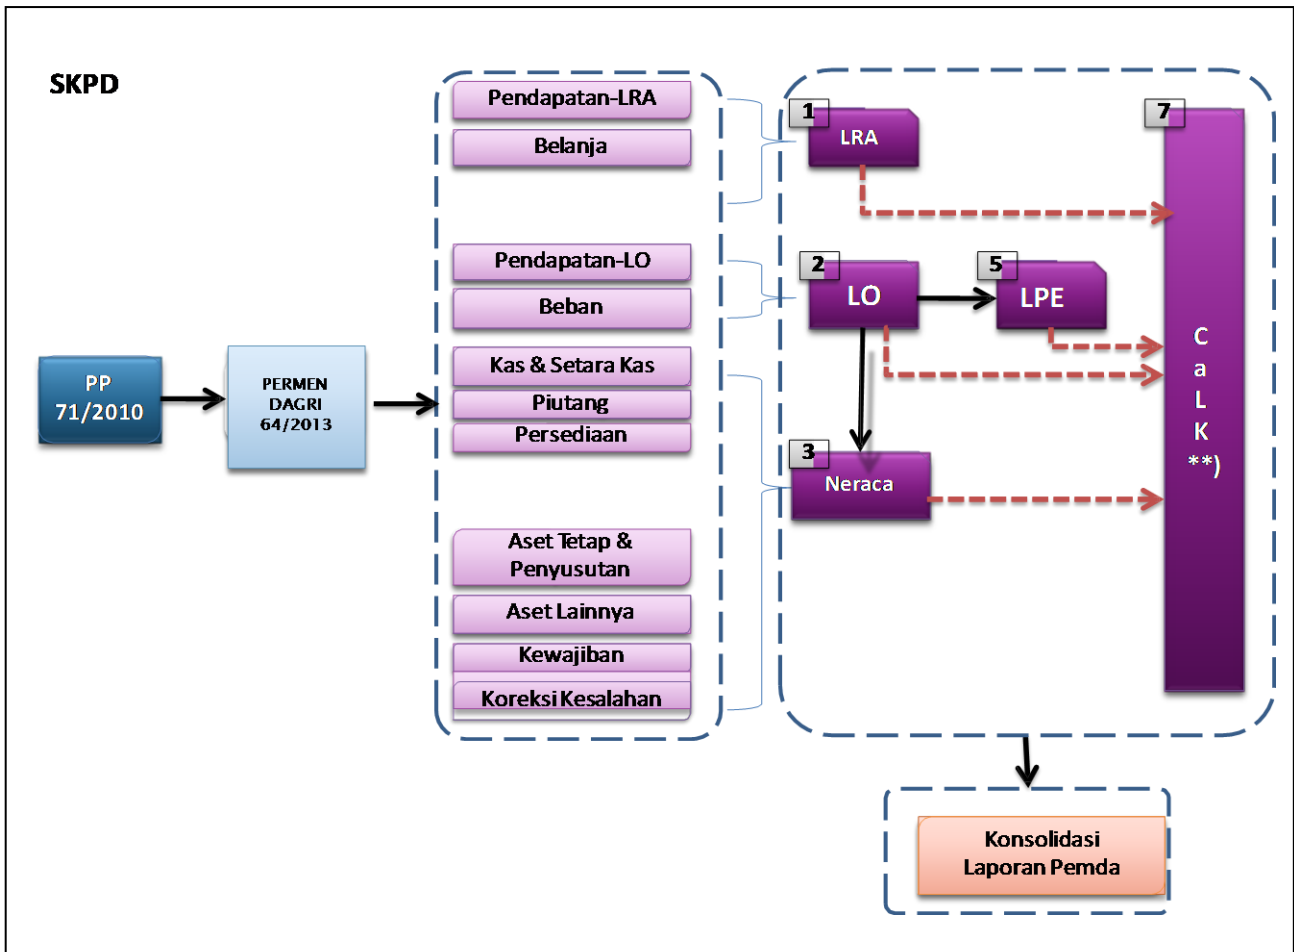 SKPD
PP
71/2010
PERMEN
DAGRI
64/2013
Pendapatan-LRA
Belanja
Pendapatan-LO
Beban
Kas & Setara Kas
Piutang
Persediaan
Aset Tetap &
Penyusutan
Aset Lainnya
Kewajiban
Koreksi Kesalahan
1
LRA
2
LO
5
LPE
3
Neraca
7
C
a
L
K
**)
Konsolidasi
Laporan Pemda